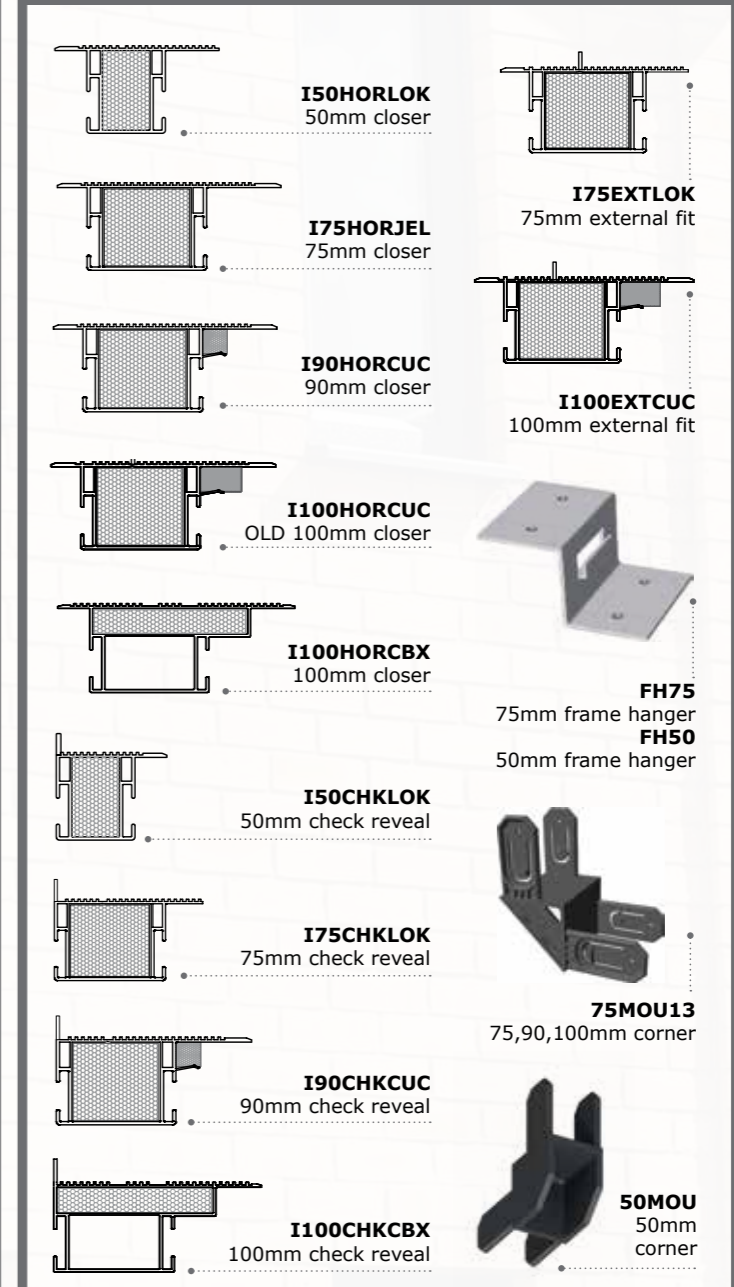 I50HORLOK
50mm closer
I75HORJEL
75mm closer
I90HORCUC
90mm closer
I100HORCUC
OLD 100mm closer
I100HORCBX
100mm closer
I50CHKLOK
50mm check reveal
I75CHKLOK
75mm check reveal
I90CHKCUC
90mm check reveal
I100CHKCBX
100mm check reveal
I75EXTLOK
75mm external fit
I100EXTCUC
100mm external fit
FH75
75mm frame hanger
FH50
50mm frame hanger
75MOU13
75,90,100mm corner
50MOU
50mm
corner